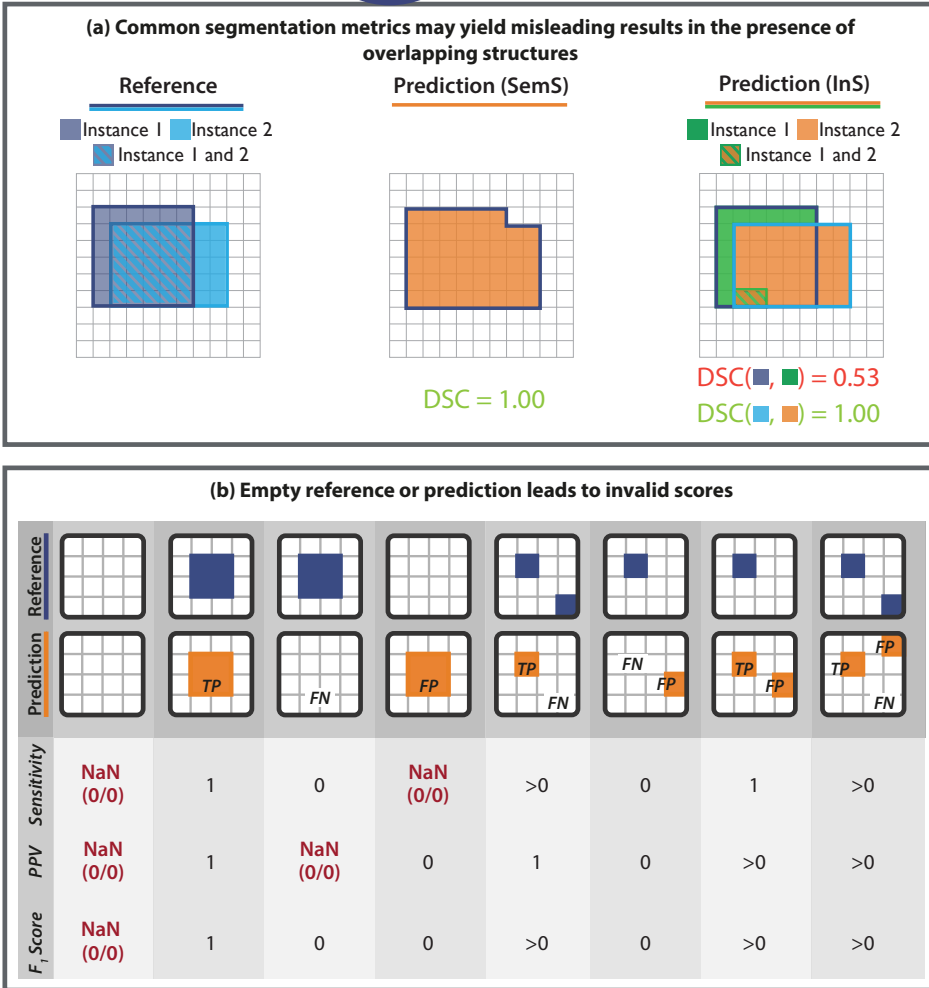 (a) Common segmentation metrics may yield misleading results in the presence of
overlapping structures
Reference
Instance 1 Instance 2
Instance 1 and 2
Prediction (SemS)
DSC = 1.00
Prediction (InS)
Instance 1 Instance 2
Instance 1 and 2
DSC( , ) = 0.53
DSC( , ) = 1.00
(b) Empty reference or prediction leads to invalid scores
Reference
Prediction
TP
FN
FP
TP
FN
FN
FP
TP
FP
FP
TP
FN
Sensitivity
NaN
(0/0)
1
0
NaN
(0/0)
>0
0
1
>0
PPV
NaN
(0/0)
1
NaN
(0/0)
0
1
0
>0
>0
F1 Score
NaN
(0/0)
1
0
0
>0
0
>0
>0